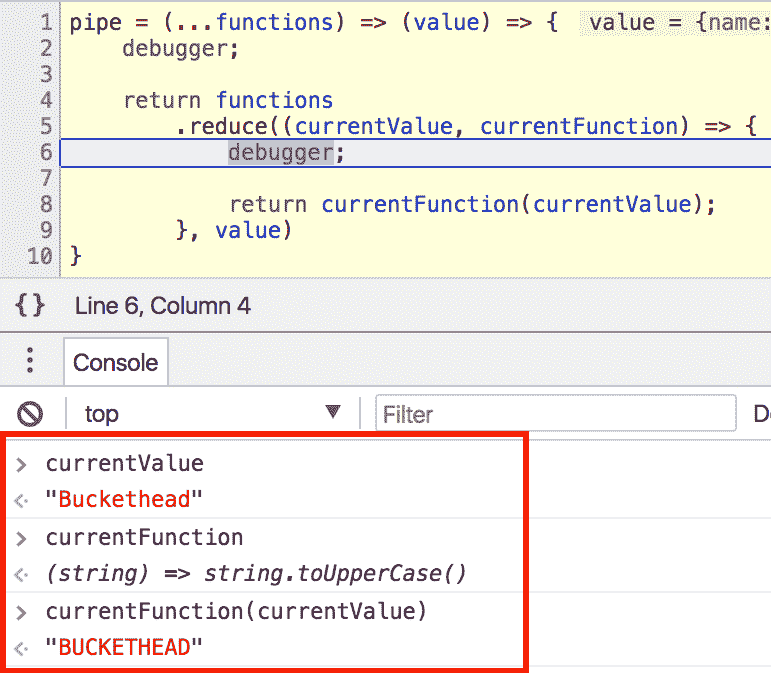 1 pipe = (...functions) => (value) => {  value = {name:
2     debugger;
3
4     return functions
5         .reduce((currentValue, currentFunction) => {
6             debugger;
7
8             return currentFunction(currentValue);
9         }, value)
10 }
{} Line 6, Column 4
Console
top ▼ Filter
> currentValue
<· "Buckethead"
> currentFunction
<· (string) => string.toUpperCase()
> currentFunction(currentValue)
<· "BUCKETHEAD"